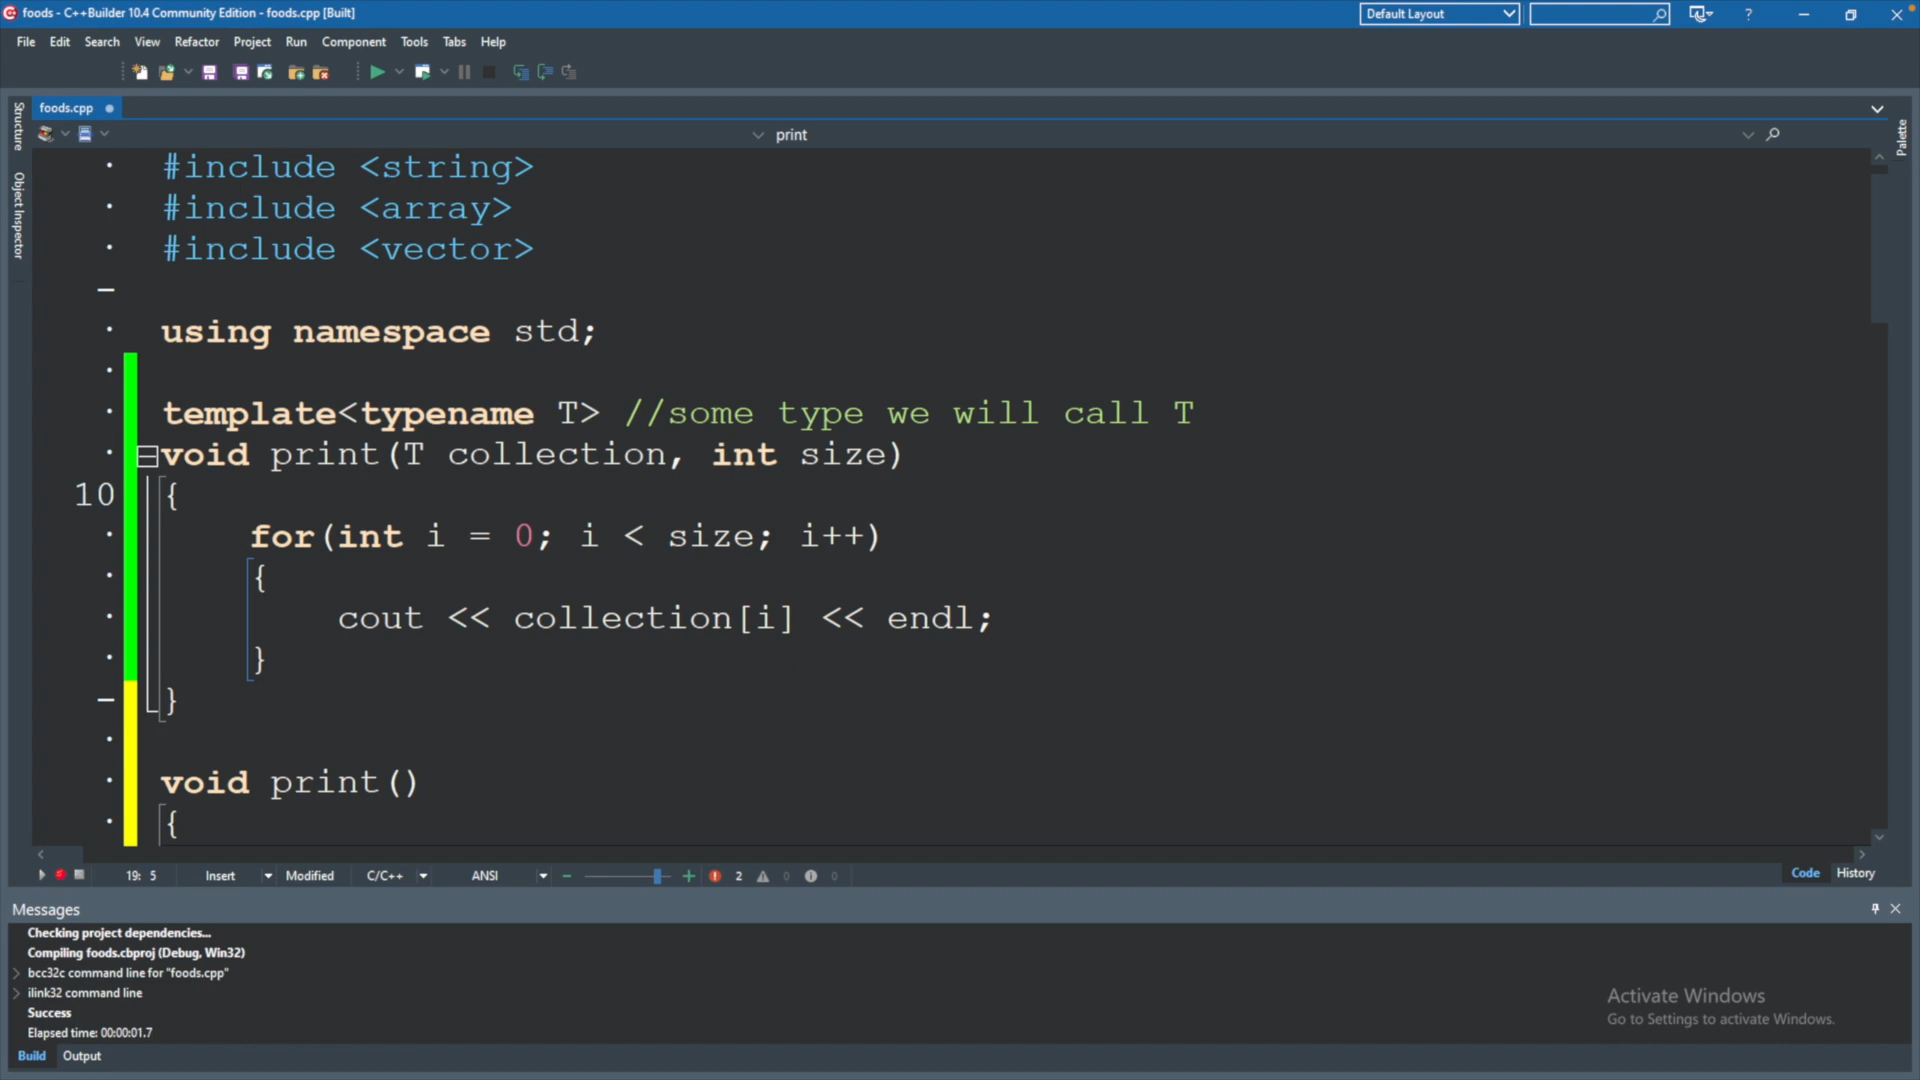 foods - C++Builder 10.4 Community Edition - foods.cpp [Built]
Default Layout
?
File Edit Search View Refactor Project Run Component Tools Tabs Help
foods.cpp
Structure
Object Inspector
Palette
print
#include <string>
#include <array>
#include <vector>
using namespace std;
template<typename T> //some type we will call T
void print(T collection, int size)
10 {
for(int i = 0; i < size; i++)
{
cout << collection[i] << endl;
}
}
void print()
{
19: 5 Insert Modified C/C++ ANSI 2 0 0
Code History
Messages
Checking project dependencies...
Compiling foods.cbproj (Debug, Win32)
bcc32c command line for "foods.cpp"
ilink32 command line
Success
Elapsed time: 00:00:01.7
Activate Windows
Go to Settings to activate Windows.
Build Output